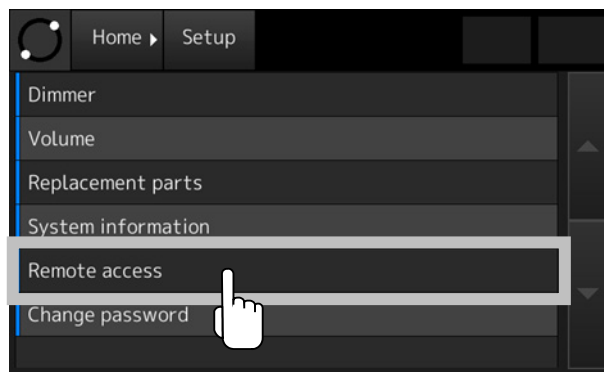 Home Setup
Dimmer
Volume
Replacement parts
System information
Remote access
Change password